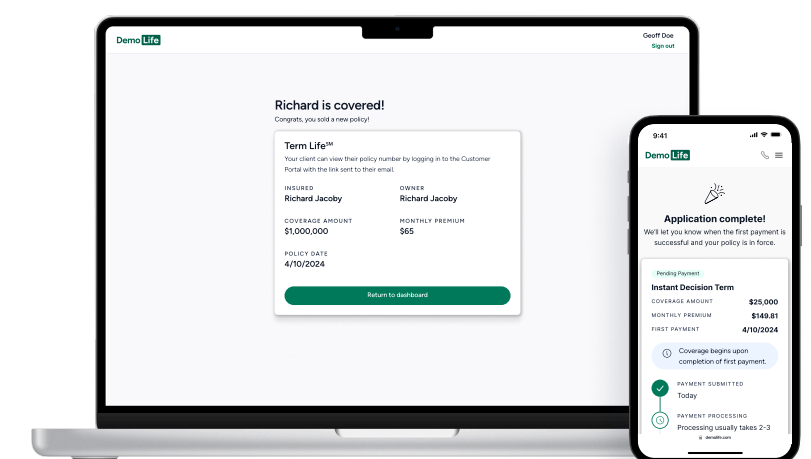 Demo Life
Geoff Doe
Sign out
Richard is covered!
Congrats, you sold a new policy!
Term Life℠
Your client can view their policy number by logging in to the Customer
Portal with the link sent to their email.
INSURED
Richard Jacoby
OWNER
Richard Jacoby
COVERAGE AMOUNT
$1,000,000
MONTHLY PREMIUM
$65
POLICY DATE
4/10/2024
Return to dashboard
9:41
Demo Life
Application complete!
We'll let you know when the first payment is
successful and your policy is in force.
Pending Payment
Instant Decision Term
COVERAGE AMOUNT $25,000
MONTHLY PREMIUM $149.81
FIRST PAYMENT 4/10/2024
Coverage begins upon
completion of first payment.
PAYMENT SUBMITTED
Today
PAYMENT PROCESSING
Processing usually takes 2-3
demolife.com